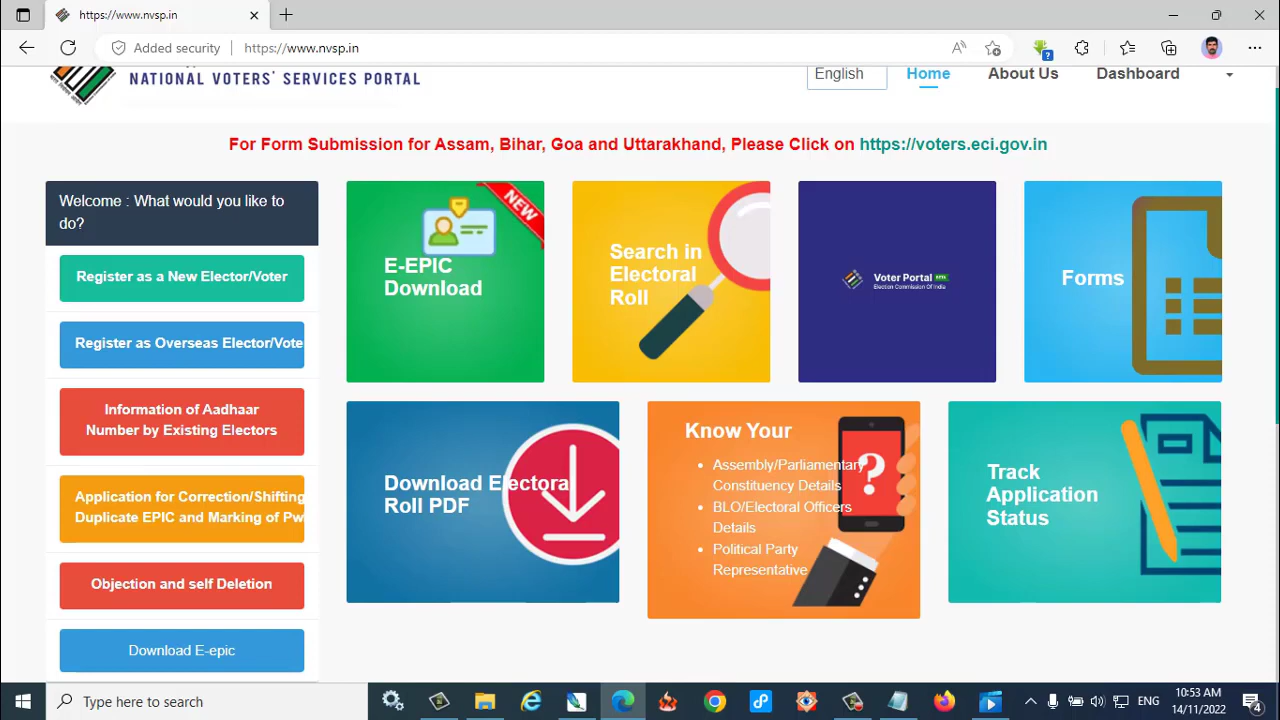 https://www.nvsp.in
Added security
https://www.nvsp.in
NATIONAL VOTERS' SERVICES PORTAL
English
Home
About Us
Dashboard
For Form Submission for Assam, Bihar, Goa and Uttarakhand, Please Click on https://voters.eci.gov.in
Welcome : What would you like to
do?
Register as a New Elector/Voter
Register as Overseas Elector/Vote
Information of Aadhaar
Number by Existing Electors
Application for Correction/Shifting
Duplicate EPIC and Marking of Pw
Objection and self Deletion
Download E-epic
NEW
E-EPIC
Download
Search in
Electoral
Roll
Voter Portal
Election Commission Of India
Forms
Download Electora
Roll PDF
Know Your
Assembly/Parliamentary
Constituency Details
BLO/Electoral Officers
Details
Political Party
Representative
?
Track
Application
Status
Type here to search
ENG
10:53 AM
14/11/2022
4